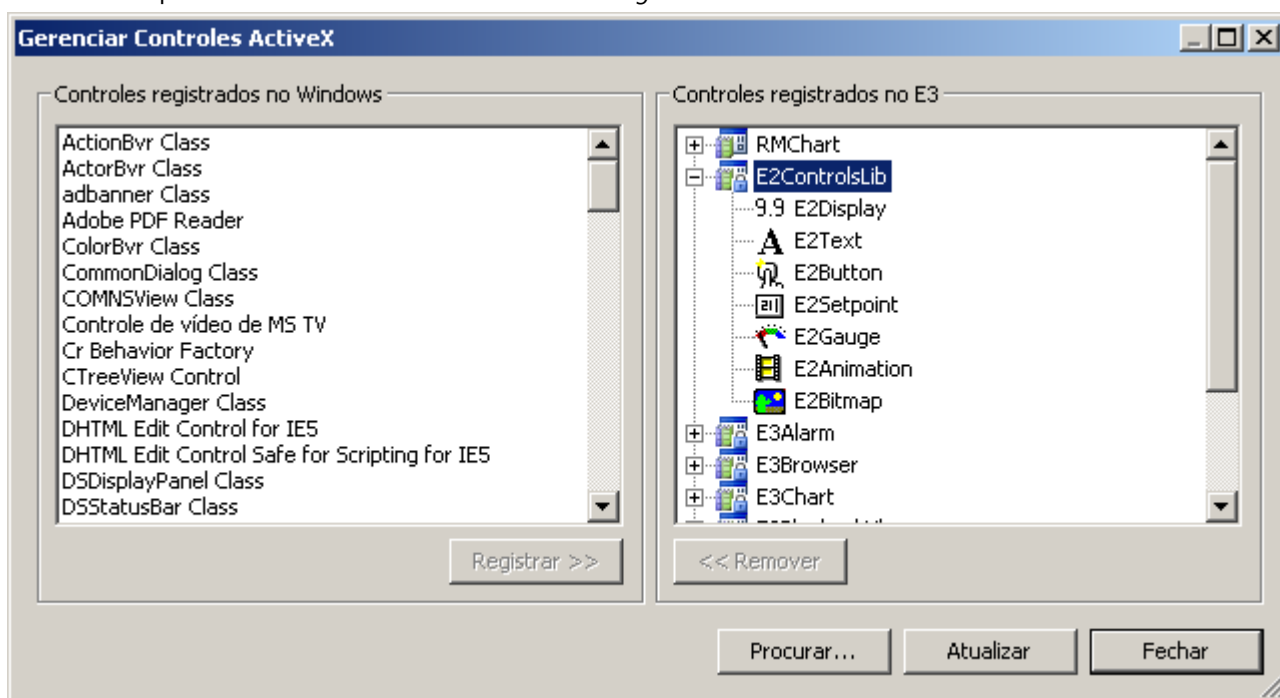 Gerenciar Controles ActiveX
Controles registrados no Windows
ActionBvr Class
ActorBvr Class
adbanner Class
Adobe PDF Reader
ColorBvr Class
CommonDialog Class
COMNSView Class
Controle de vídeo de MS TV
Cr Behavior Factory
CTreeView Control
DeviceManager Class
DHTML Edit Control for IE5
DHTML Edit Control Safe for Scripting for IE5
DSDisplayPanel Class
DSStatusBar Class
Registrar >>
Controles registrados no E3
RMChart
E2ControlsLib
9.9 E2Display
A E2Text
E2Button
E2Setpoint
E2Gauge
E2Animation
E2Bitmap
E3Alarm
E3Browser
E3Chart
<< Remover
Procurar...
Atualizar
Fechar